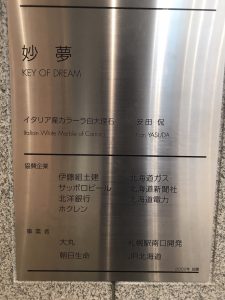 妙夢
KEY OF DREAM
イタリア産カラーラ白大理石 安田 侃
Italian White Marble of Carrara Kan YASUDA
協賛企業
伊藤組土建 北海道ガス
サッポロビール 北海道新聞社
北洋銀行 北海道電力
ホクレン
事業者
大丸 札幌駅南口開発
朝日生命 JR北海道